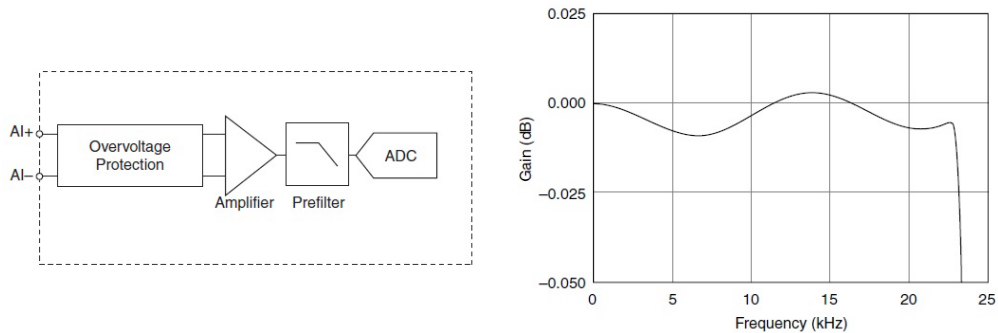 AI+
AI–
Overvoltage
Protection
Amplifier
Prefilter
ADC
Gain (dB)
0.025
0.000
–0.025
–0.050
0 5 10 15 20 25
Frequency (kHz)